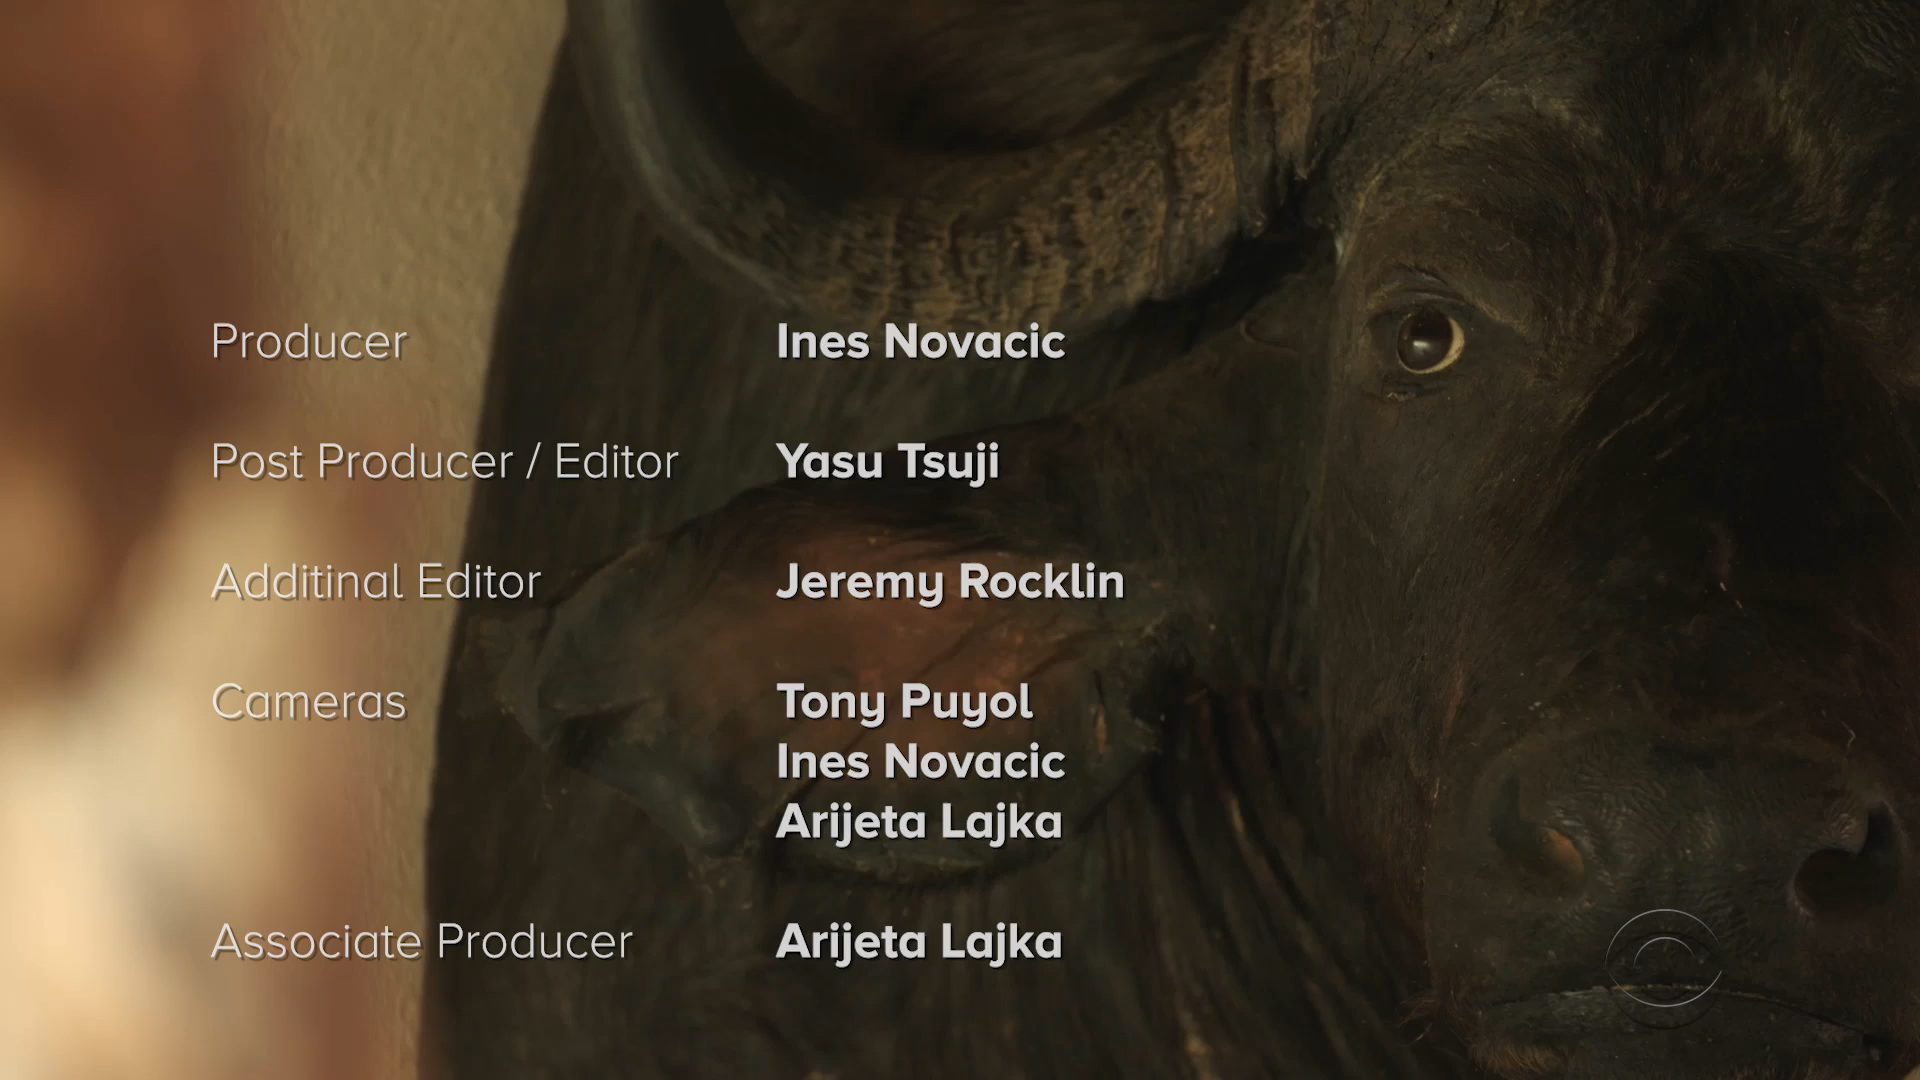 Producer Ines Novacic
Post Producer / Editor Yasu Tsuji
Additinal Editor Jeremy Rocklin
Cameras Tony Puyol
Ines Novacic
Arijeta Lajka
Associate Producer Arijeta Lajka